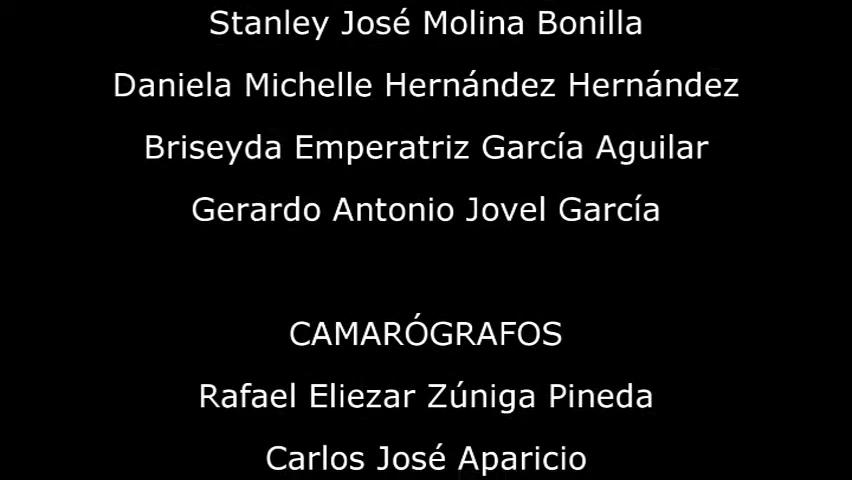 Stanley José Molina Bonilla
Daniela Michelle Hernández Hernández
Briseyda Emperatriz García Aguilar
Gerardo Antonio Jovel García
CAMARÓGRAFOS
Rafael Eliezar Zúniga Pineda
Carlos José Aparicio